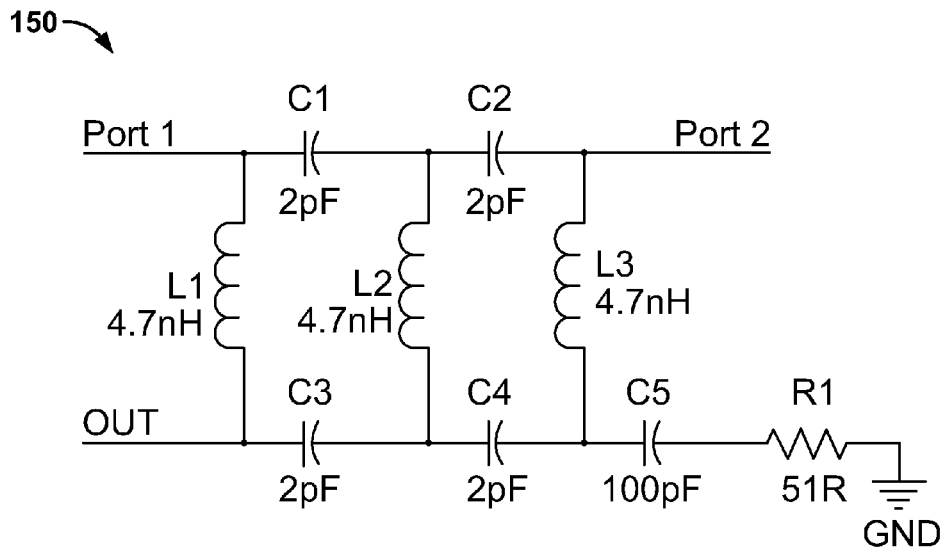 150
C1
C2
Port 1
Port 2
2pF
2pF
L1
4.7nH
L2
4.7nH
L3
4.7nH
C3
C4
C5
R1
OUT
2pF
2pF
100pF
51R
GND